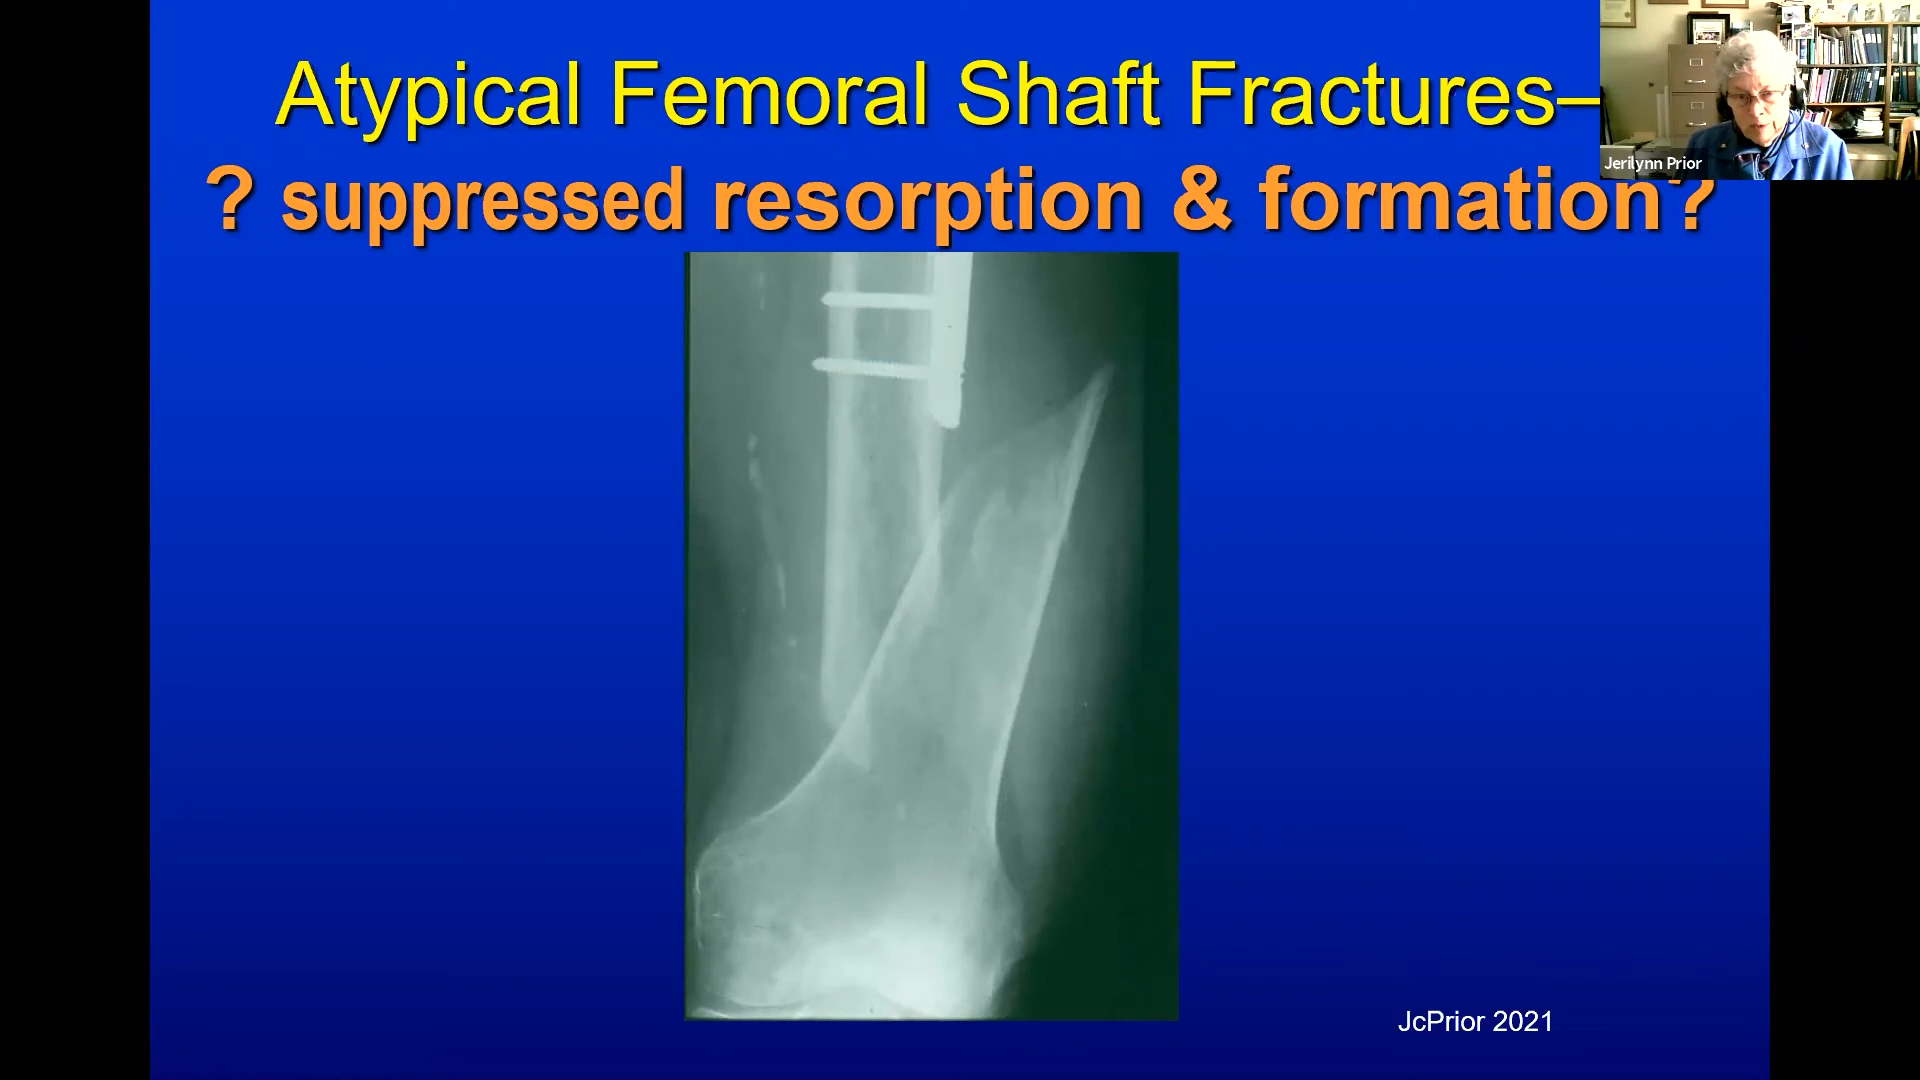 Atypical Femoral Shaft Fractures–
? suppressed resorption & formation?
Jerilynn Prior
JcPrior 2021